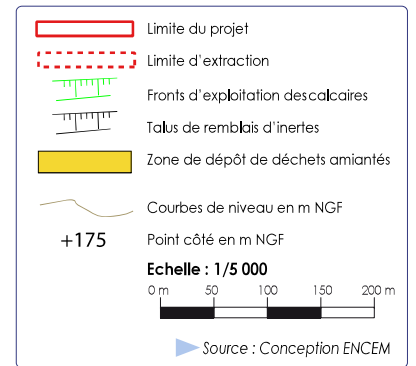 Limite du projet
Limite d'extraction
Fronts d'exploitation descalcaires
Talus de remblais d'inertes
Zone de dépôt de déchets amiantés
Courbes de niveau en m NGF
+175 Point côté en m NGF
Echelle : 1/5 000
0 m 50 100 150 200 m
Source : Conception ENCEM